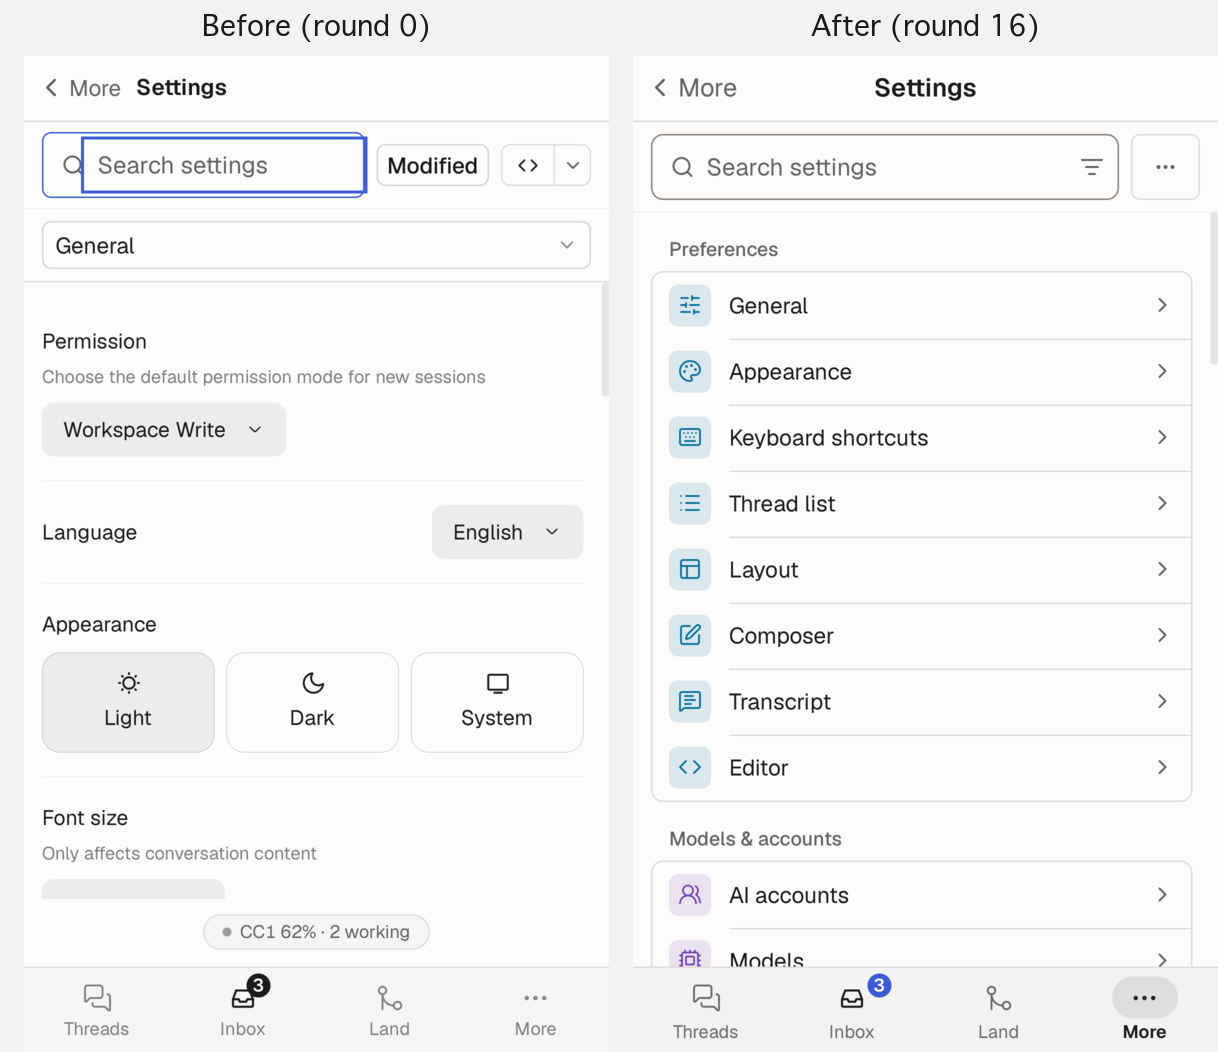 Before (round 0)
More Settings
Search settings Modified
General
Permission
Choose the default permission mode for new sessions
Workspace Write
Language English
Appearance
Light Dark System
Font size
Only affects conversation content
CC1 62% · 2 working
3
Threads Inbox Land More
After (round 16)
More Settings
Search settings
Preferences
General
Appearance
Keyboard shortcuts
Thread list
Layout
Composer
Transcript
Editor
Models & accounts
AI accounts
Models
3
Threads Inbox Land More